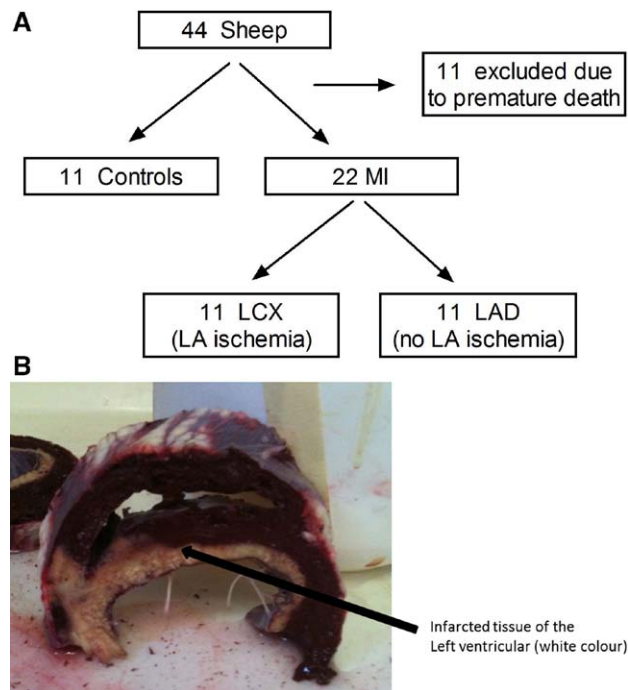 A
44 Sheep
11 excluded due
to premature death
11 Controls
22 MI
11 LCX
(LA ischemia)
11 LAD
(no LA ischemia)
B
Infarcted tissue of the
Left ventricular (white colour)